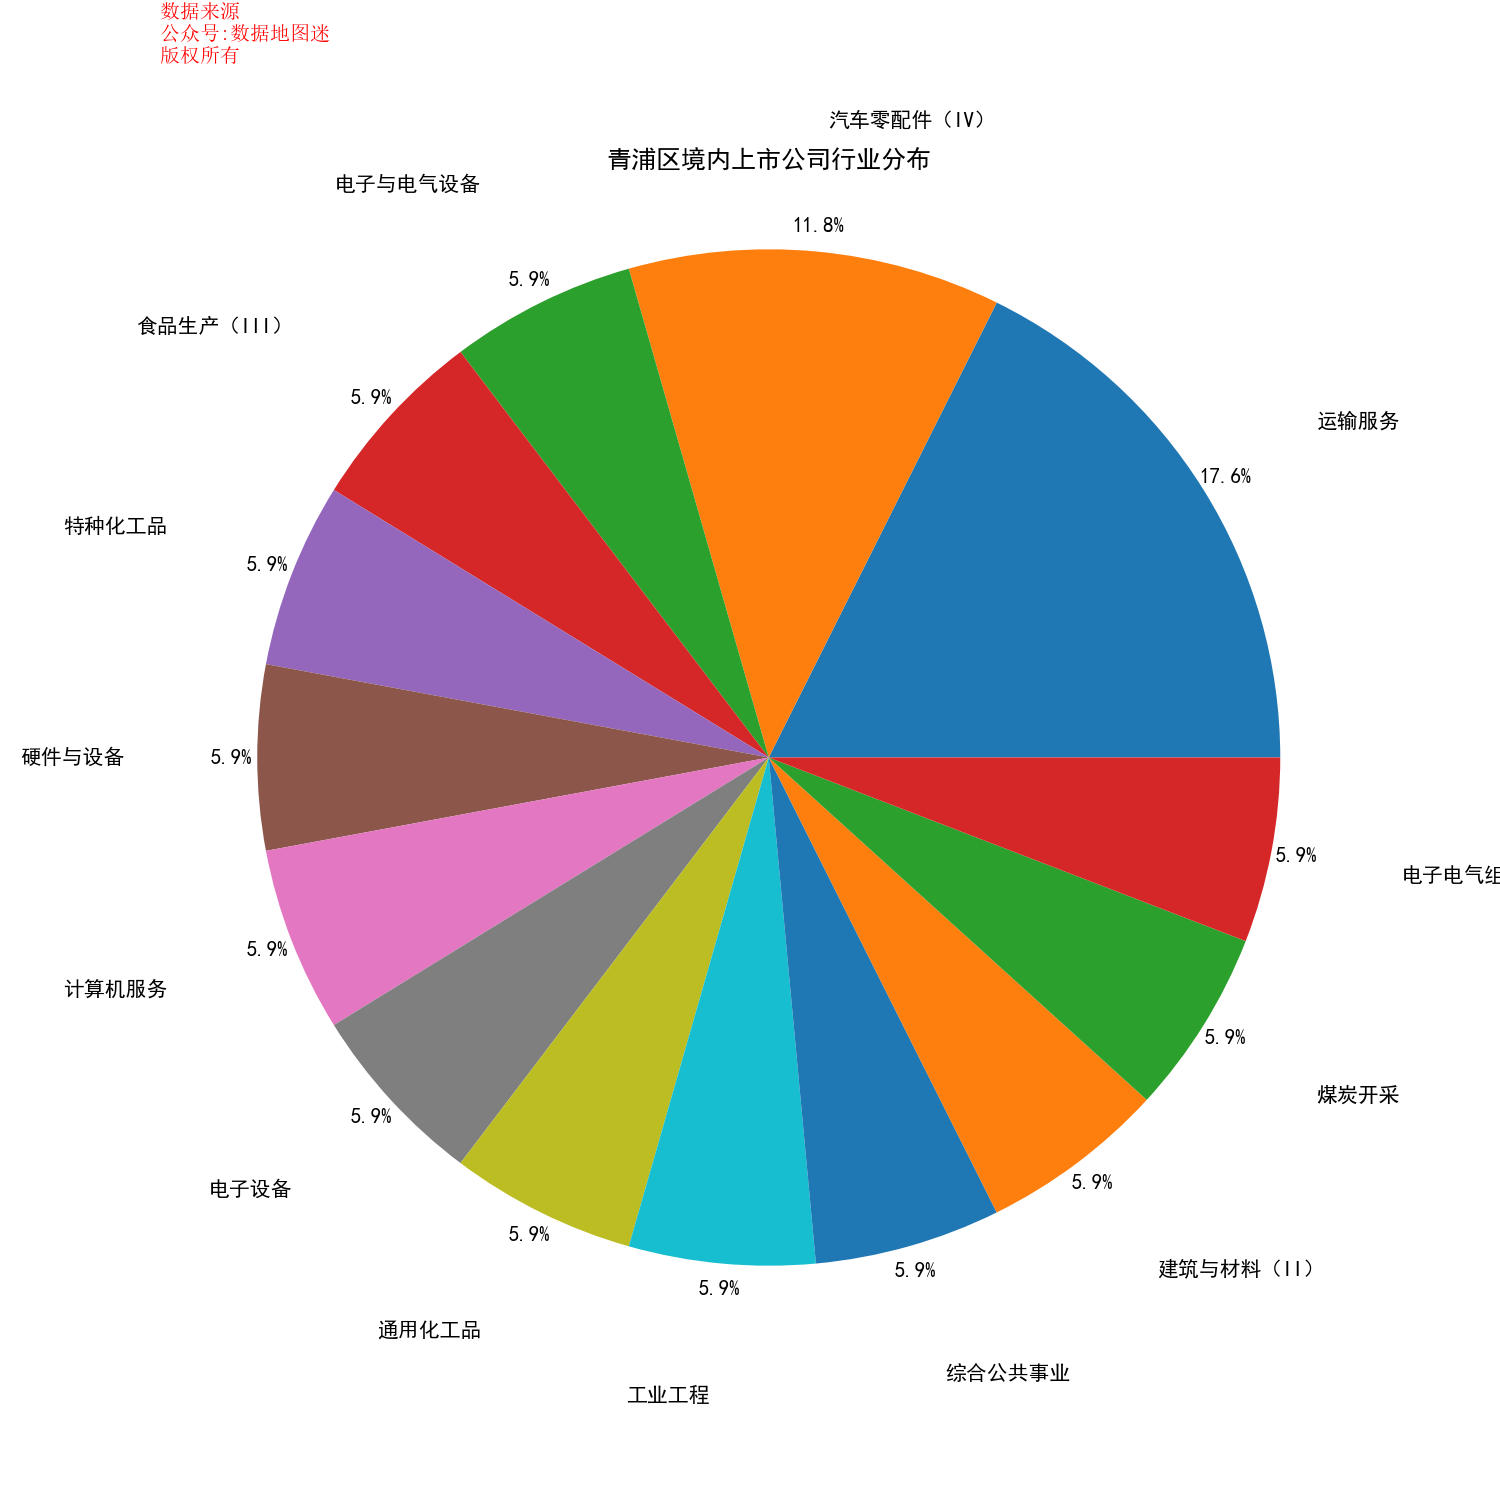 数据来源
公众号:数据地图迷
版权所有
汽车零配件（IV）
青浦区境内上市公司行业分布
电子与电气设备
11.8%
5.9%
食品生产（III）
5.9%
运输服务
17.6%
特种化工品
5.9%
硬件与设备
5.9%
5.9%
电子电气组
5.9%
计算机服务
5.9%
煤炭开采
5.9%
电子设备
5.9%
5.9%
建筑与材料（II）
5.9%
5.9%
通用化工品
综合公共事业
工业工程